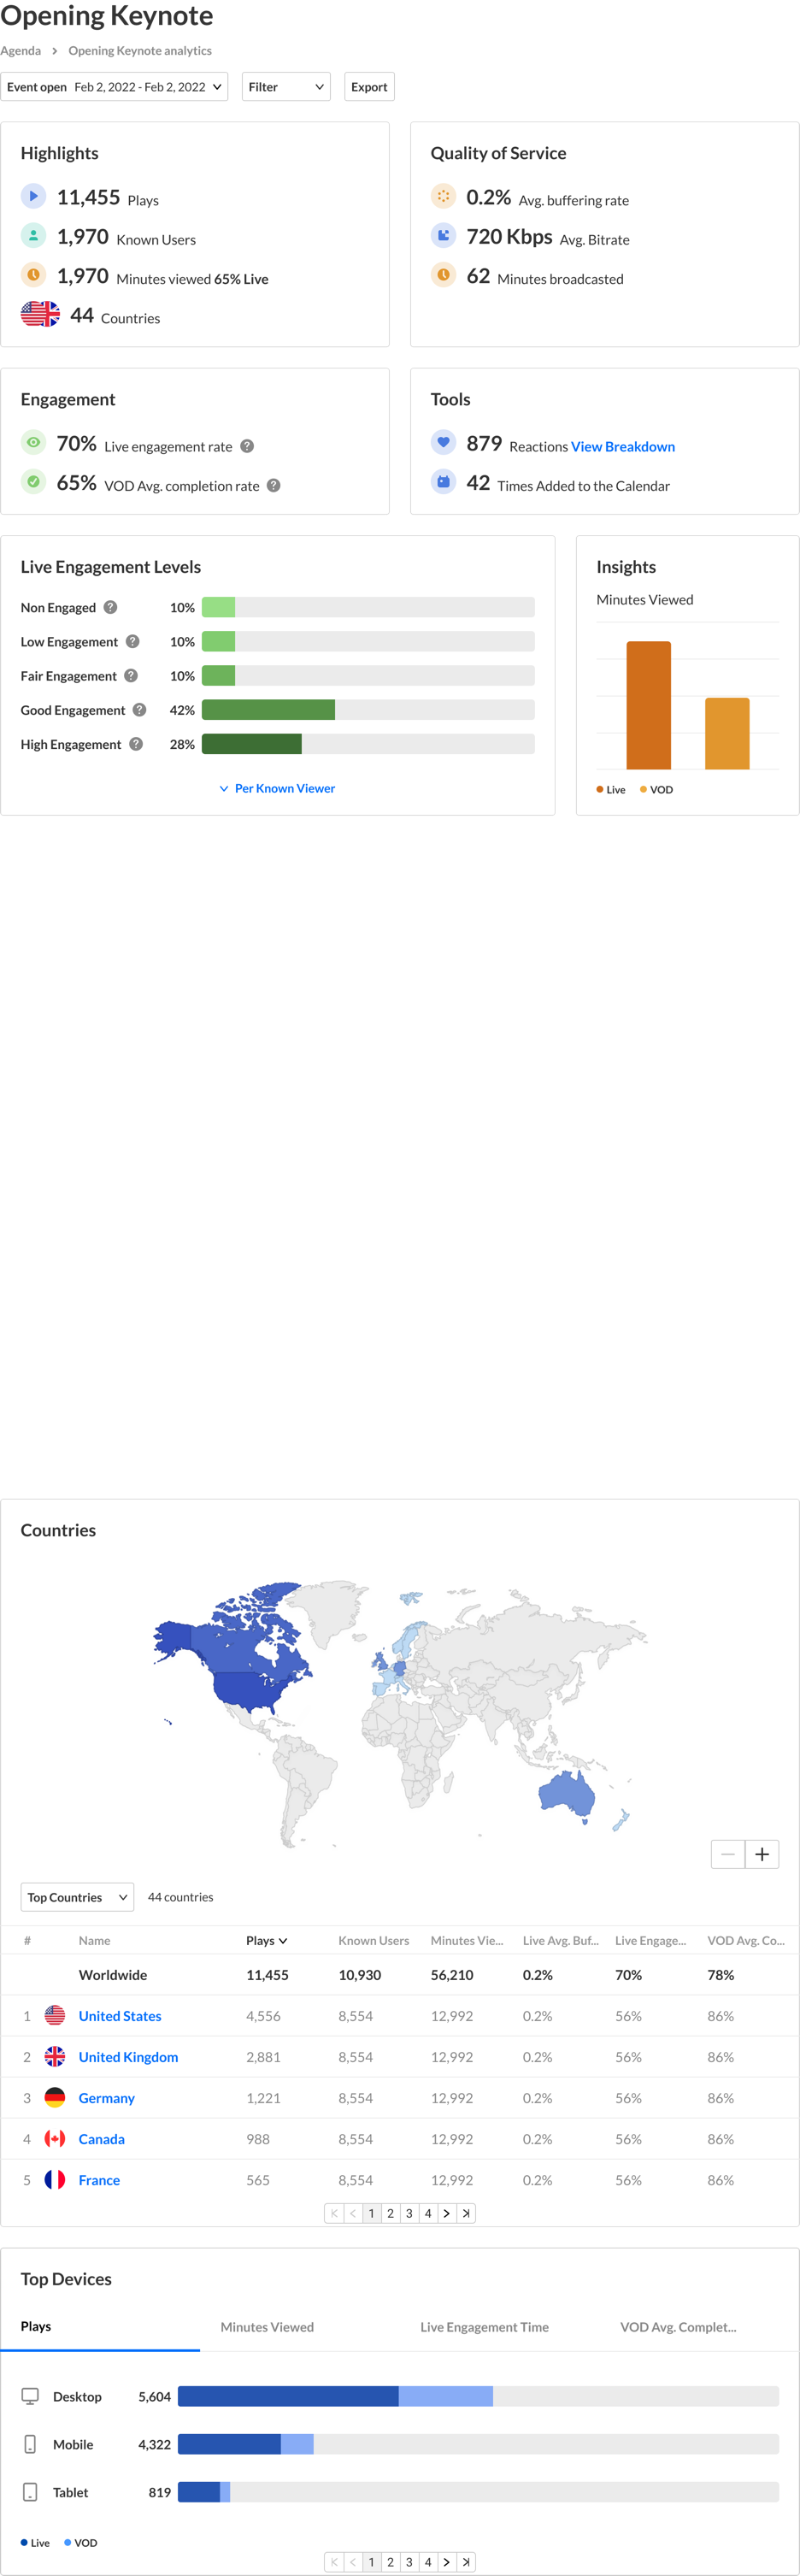 Opening Keynote
Agenda > Opening Keynote analytics
Event open Feb 2, 2022 - Feb 2, 2022
Filter
Export
Highlights
11,455 Plays
1,970 Known Users
1,970 Minutes viewed 65% Live
44 Countries
Quality of Service
0.2% Avg. buffering rate
720 Kbps Avg. Bitrate
62 Minutes broadcasted
Engagement
70% Live engagement rate ?
65% VOD Avg. completion rate ?
Tools
879 Reactions View Breakdown
42 Times Added to the Calendar
Live Engagement Levels
Non Engaged ? 10%
Low Engagement ? 10%
Fair Engagement ? 10%
Good Engagement ? 42%
High Engagement ? 28%
Per Known Viewer
Insights
Minutes Viewed
Live VOD
Countries
Top Countries 44 countries
# Name Plays Known Users Minutes Vie... Live Avg. Buf... Live Engage... VOD Avg. Co...
Worldwide 11,455 10,930 56,210 0.2% 70% 78%
1 United States 4,556 8,554 12,992 0.2% 56% 86%
2 United Kingdom 2,881 8,554 12,992 0.2% 56% 86%
3 Germany 1,221 8,554 12,992 0.2% 56% 86%
4 Canada 988 8,554 12,992 0.2% 56% 86%
5 France 565 8,554 12,992 0.2% 56% 86%
1 2 3 4
Top Devices
Plays Minutes Viewed Live Engagement Time VOD Avg. Complet...
Desktop 5,604
Mobile 4,322
Tablet 819
Live VOD
1 2 3 4